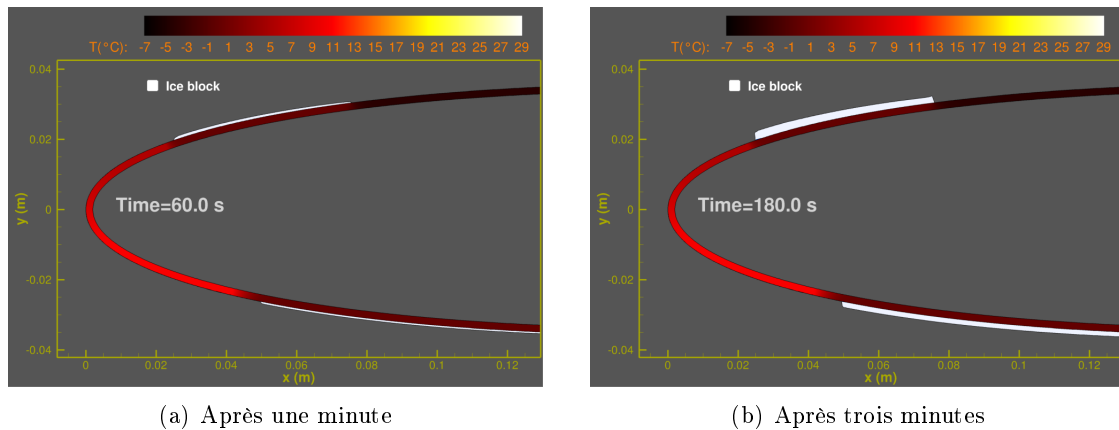 T(°C): -7 -5 -3 -1 1 3 5 7 9 11 13 15 17 19 21 23 25 27 29
0.04
Ice block
0.02
Time=60.0 s
y (m)
0
-0.02
-0.04
0 0.02 0.04 0.06 0.08 0.1 0.12
x (m)
(a) Après une minute
T(°C): -7 -5 -3 -1 1 3 5 7 9 11 13 15 17 19 21 23 25 27 29
0.04
Ice block
0.02
Time=180.0 s
y (m)
0
-0.02
-0.04
0 0.02 0.04 0.06 0.08 0.1 0.12
x (m)
(b) Après trois minutes